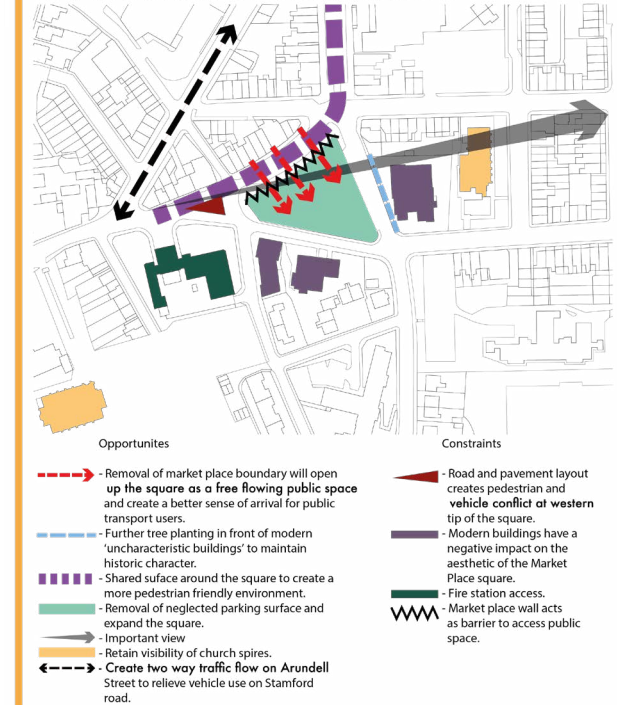 Opportunites
- Removal of market place boundary will open
up the square as a free flowing public space
and create a better sense of arrival for public
transport users.
- Further tree planting in front of modern
'uncharacteristic buildings' to maintain
historic character.
- Shared suface around the square to create a
more pedestrian friendly environment.
- Removal of neglected parking surface and
expand the square.
- Important view
- Retain visibility of church spires.
- Create two way traffic flow on Arundell
Street to relieve vehicle use on Stamford
road.
Constraints
- Road and pavement layout
creates pedestrian and
vehicle conflict at western
tip of the square.
- Modern buildings have a
negative impact on the
aesthetic of the Market
Place square.
- Fire station access.
- Market place wall acts
as barrier to access public
space.